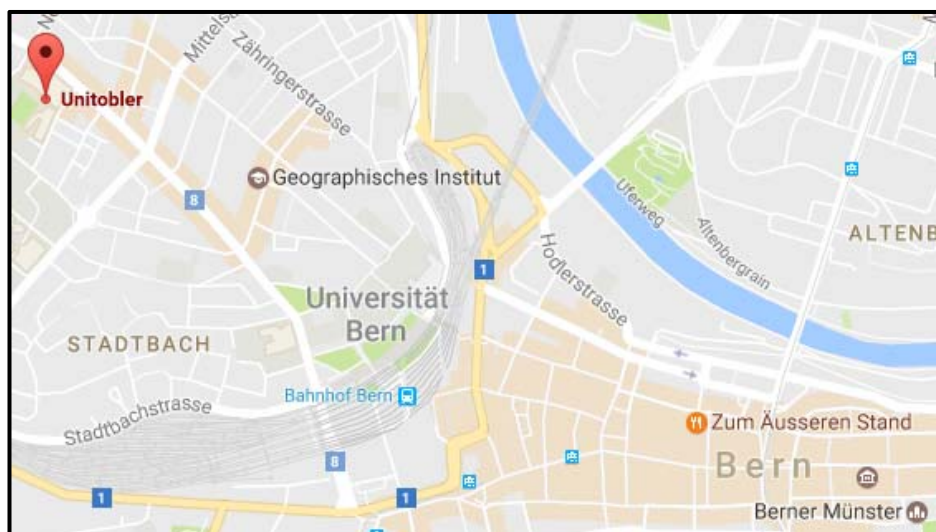 Mittelst
Zähringerstrasse
Unitobler
Geographisches Institut
8
Uferweg
Altenbergrain
ALTENB
Hodlerstrasse
1
Universität
Bern
STADTBACH
Bahnhof Bern
Stadtbachstrasse
Zum Äusseren Stand
Bern
8
1
1
Berner Münster